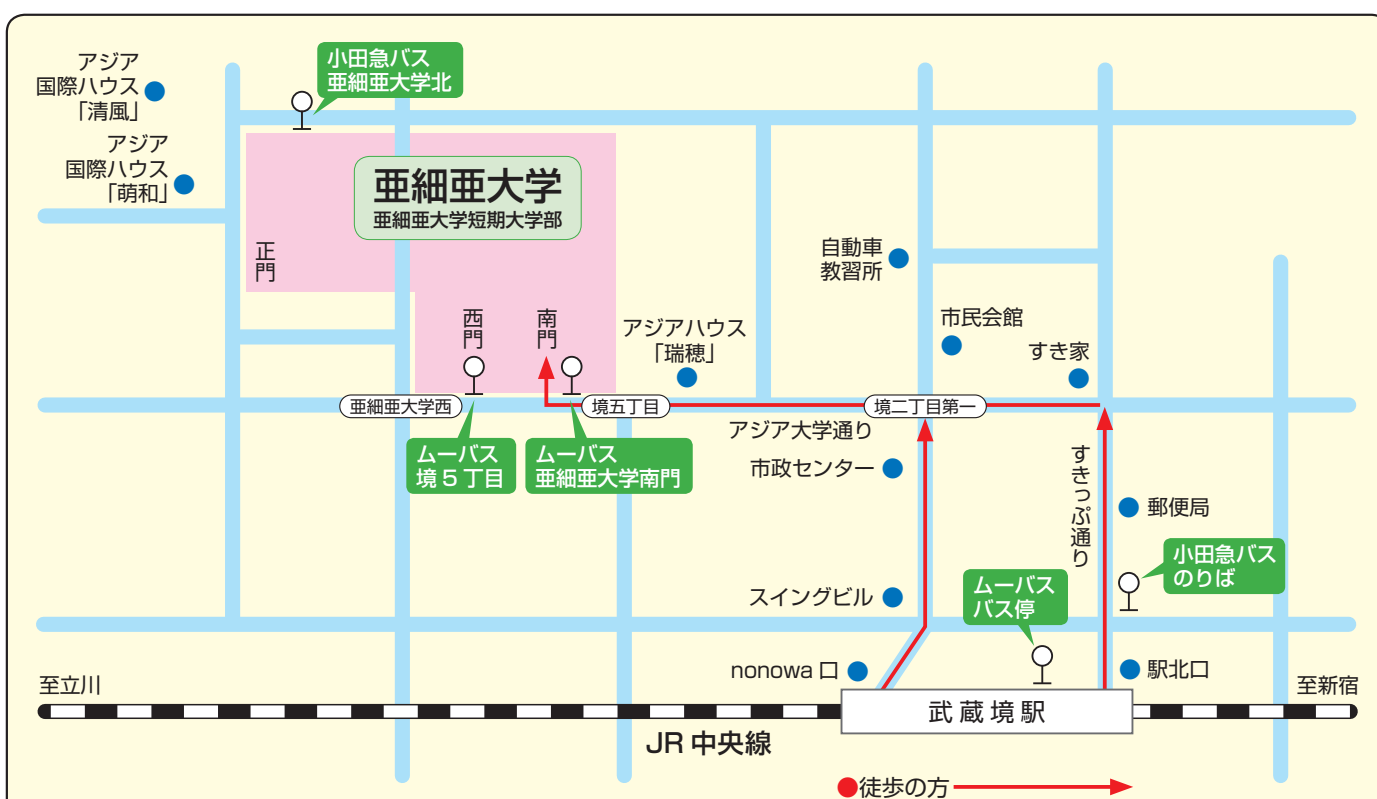 アジア
国際ハウス
「清風」
小田急バス
亜細亜大学北
アジア
国際ハウス
「萌和」
亜細亜大学
亜細亜大学短期大学部
正門
自動車
教習所
西門
南門
アジアハウス
「瑞穂」
市民会館
すき家
亜細亜大学西
境五丁目
境二丁目第一
ムーバス
境5丁目
ムーバス
亜細亜大学南門
アジア大学通り
市政センター
すきっぷ通り
郵便局
小田急バス
のりば
スイングビル
ムーバス
バス停
nonowa口
駅北口
至立川
至新宿
武蔵境駅
JR中央線
●徒歩の方